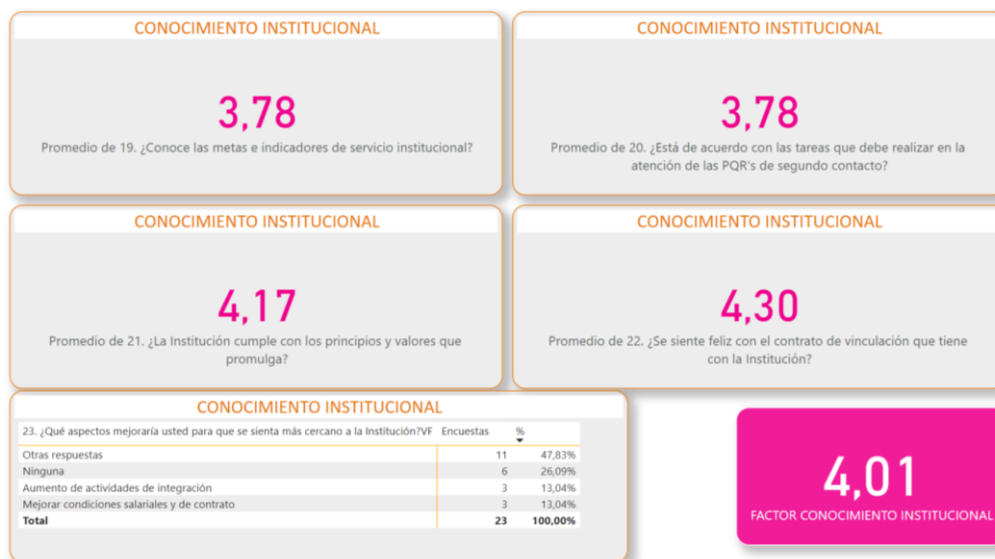 CONOCIMIENTO INSTITUCIONAL
3,78
Promedio de 19. ¿Conoce las metas e indicadores de servicio institucional?
CONOCIMIENTO INSTITUCIONAL
3,78
Promedio de 20. ¿Está de acuerdo con las tareas que debe realizar en la
atención de las PQR's de segundo contacto?
CONOCIMIENTO INSTITUCIONAL
4,17
Promedio de 21. ¿La Institución cumple con los principios y valores que
promulga?
CONOCIMIENTO INSTITUCIONAL
4,30
Promedio de 22. ¿Se siente feliz con el contrato de vinculación que tiene
con la Institución?
CONOCIMIENTO INSTITUCIONAL
23. ¿Qué aspectos mejoraría usted para que se sienta más cercano a la Institución?VF Encuestas %
Otras respuestas 11 47,83%
Ninguna 6 26,09%
Aumento de actividades de integración 3 13,04%
Mejorar condiciones salariales y de contrato 3 13,04%
Total 23 100,00%
4,01
FACTOR CONOCIMIENTO INSTITUCIONAL